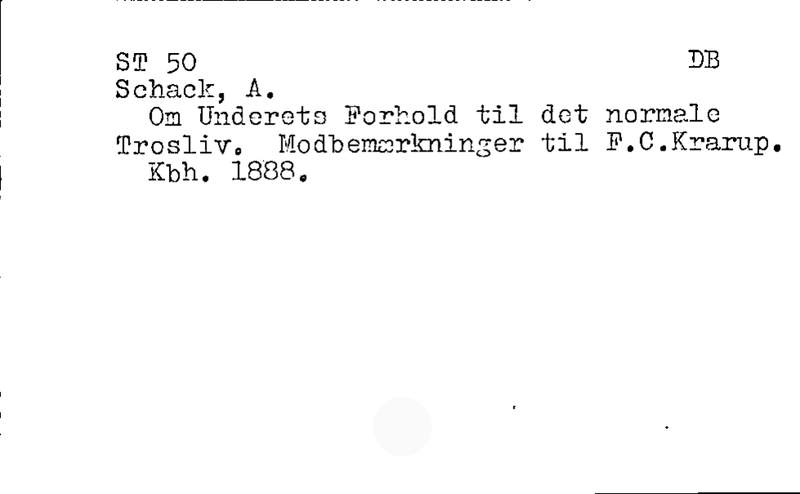 ST 50 DB
Schack, A.
Om Underets Forhold til det normale
Trosliv. Modbemærkninger til F.C.Krarup.
Kbh. 1888.